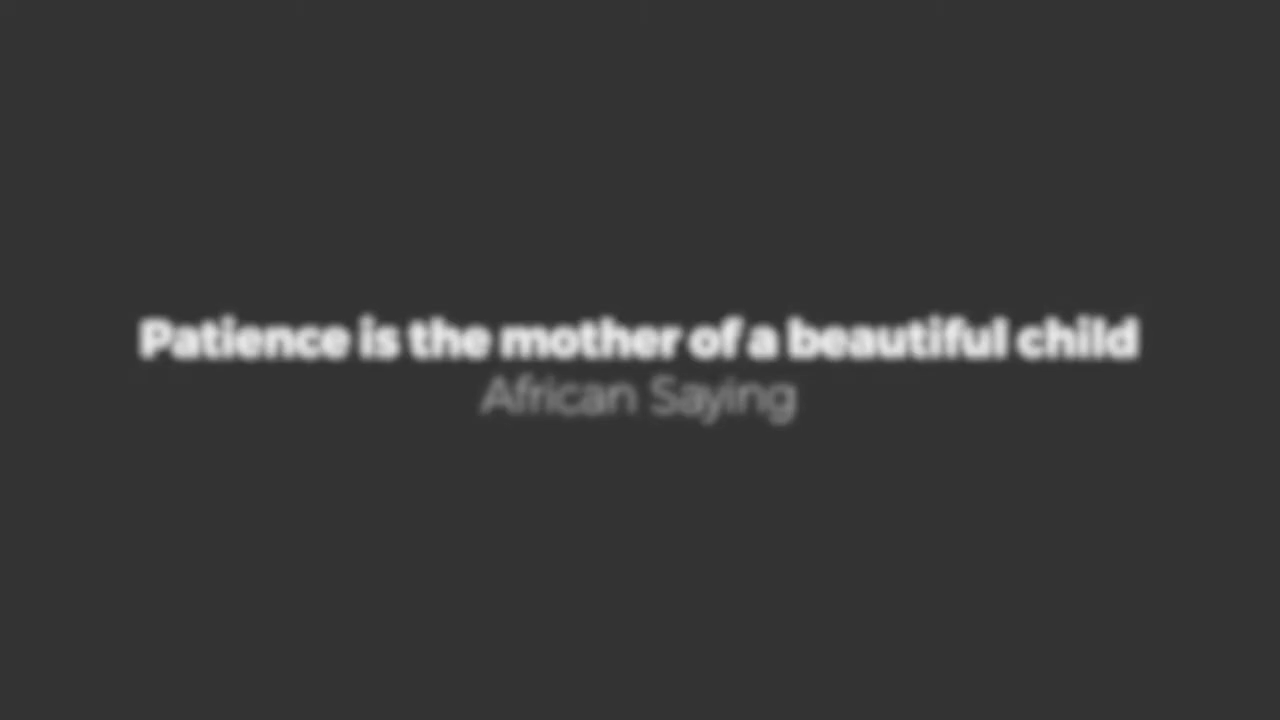 Patience is the mother of a beautiful child
African Saying